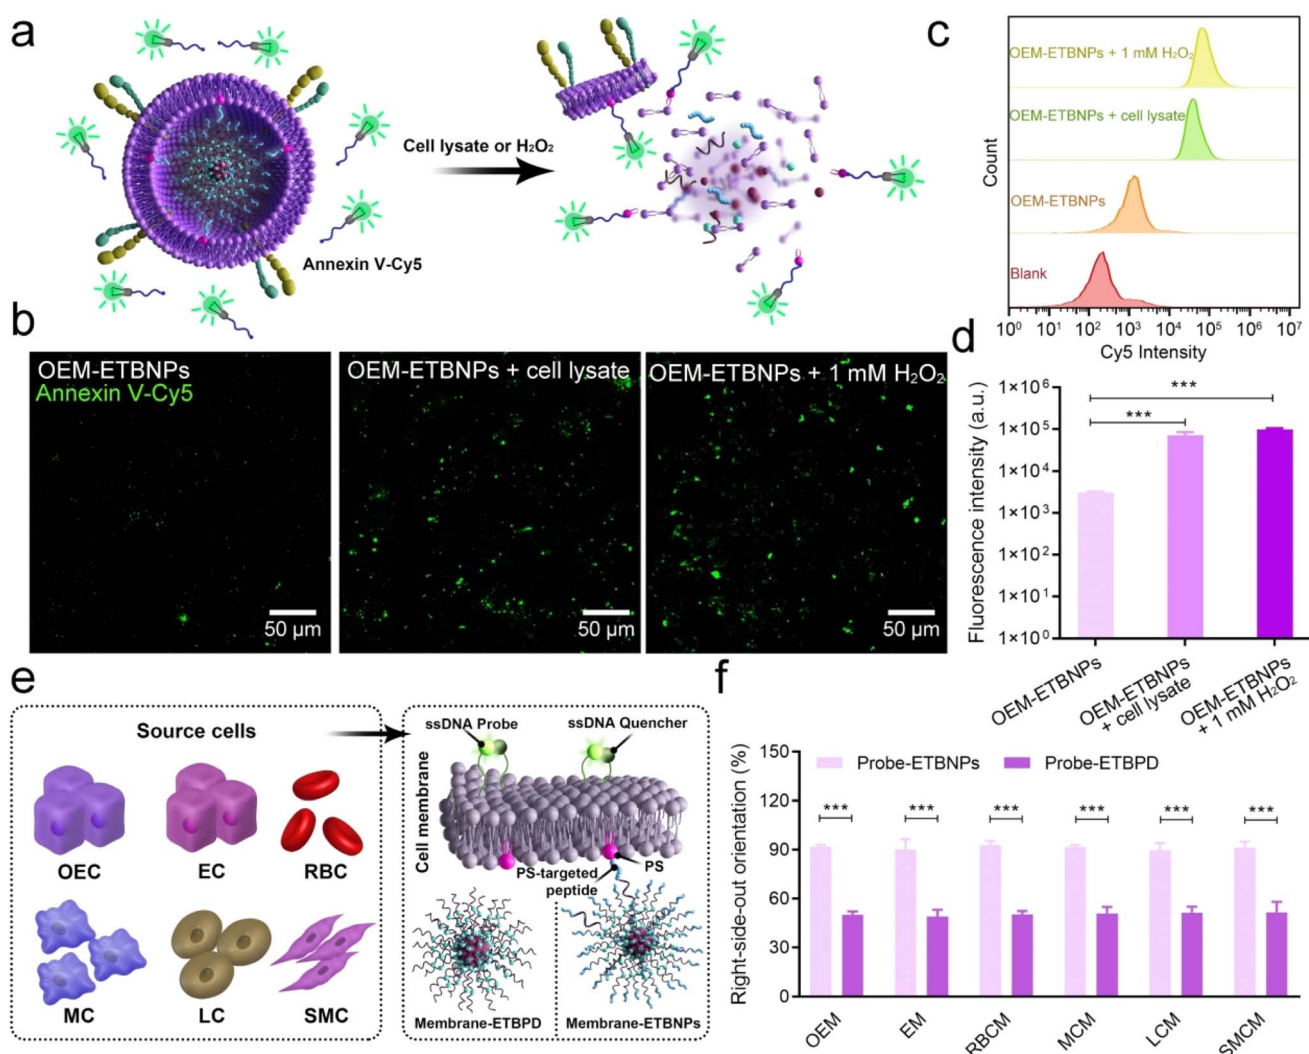 a
Cell lysate or H₂O₂
Annexin V-Cy5
b
OEM-ETBNPs
Annexin V-Cy5
50 µm
OEM-ETBNPs + cell lysate
50 µm
OEM-ETBNPs + 1 mM H₂O₂
50 µm
c
OEM-ETBNPs + 1 mM H₂O₂
OEM-ETBNPs + cell lysate
OEM-ETBNPs
Blank
Count
10⁰ 10¹ 10² 10³ 10⁴ 10⁵ 10⁶ 10⁷
Cy5 Intensity
d
Fluorescence intensity (a.u.)
1×10⁶
1×10⁵
1×10⁴
1×10³
1×10²
1×10¹
1×10⁰
***
***
OEM-ETBNPs
OEM-ETBNPs
+ cell lysate
OEM-ETBNPs
+ 1 mM H₂O₂
e
Source cells
OEC
EC
RBC
MC
LC
SMC
Cell membrane
ssDNA Probe
ssDNA Quencher
PS-targeted
peptide
PS
Membrane-ETBPD
Membrane-ETBNPs
f
Right-side-out orientation (%)
150
120
90
60
30
0
Probe-ETBNPs
Probe-ETBPD
*** *** *** *** *** ***
OEM
EM
RBCM
MCM
LCM
SMCM